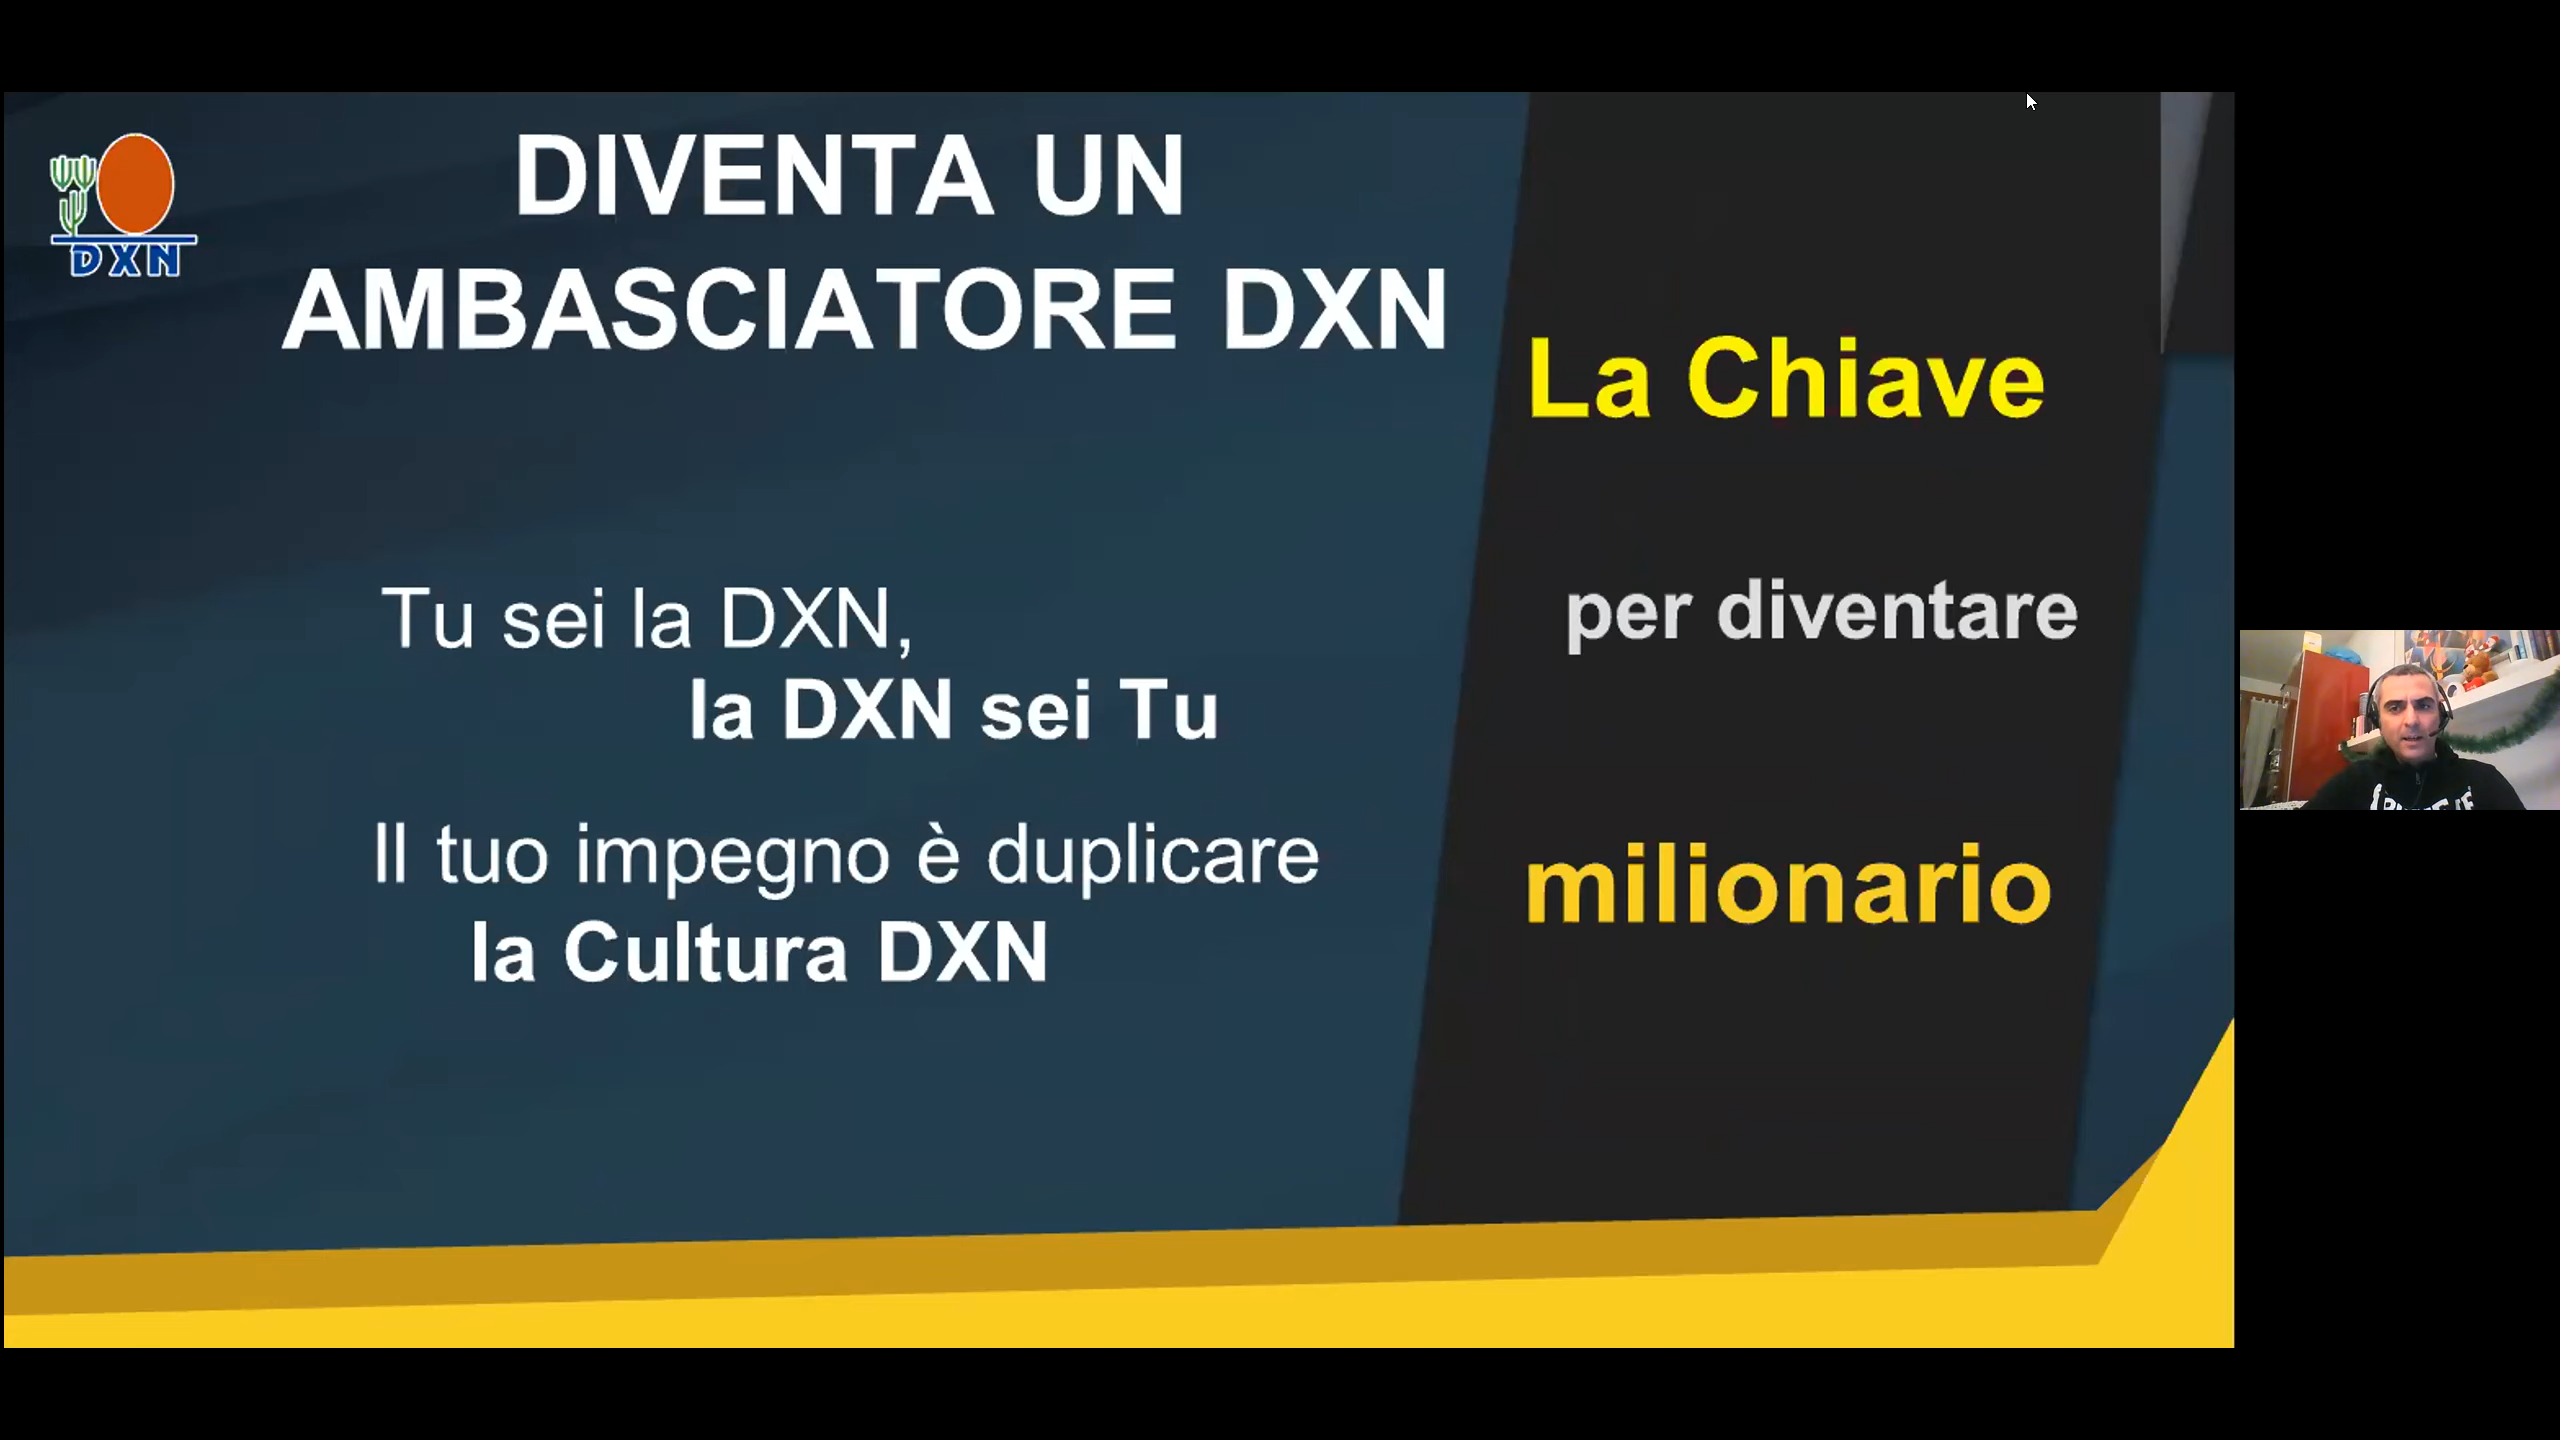 DXN
DIVENTA UN
AMBASCIATORE DXN
Tu sei la DXN,
la DXN sei Tu
Il tuo impegno è duplicare
la Cultura DXN
La Chiave
per diventare
milionario